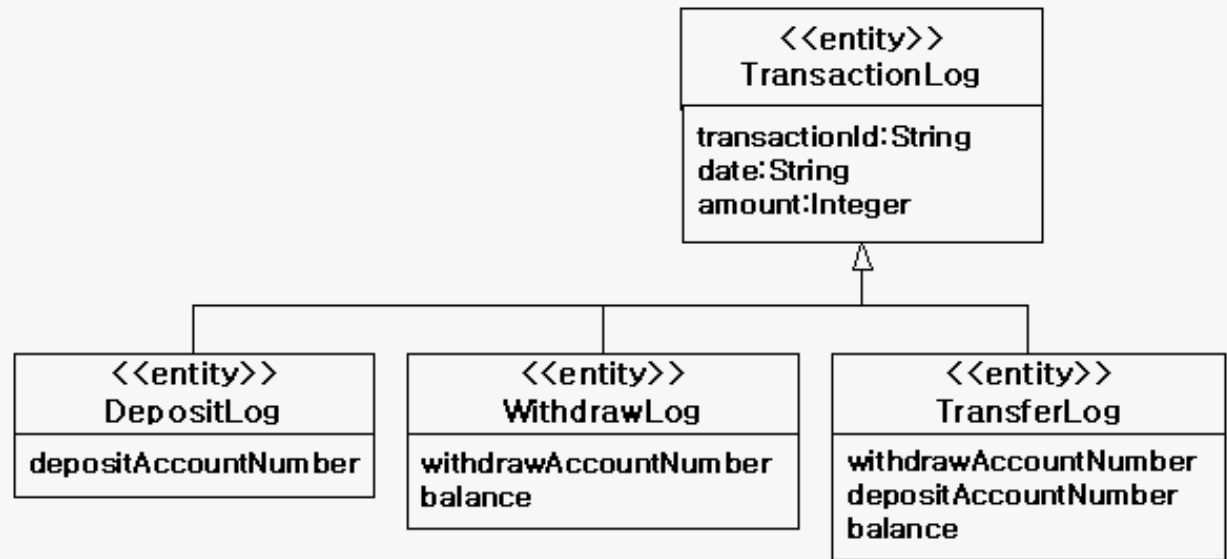 <<entity>>
TransactionLog
transactionId:String
date:String
amount:Integer
<<entity>>
DepositLog
depositAccountNumber
<<entity>>
WithdrawLog
withdrawAccountNumber
balance
<<entity>>
TransferLog
withdrawAccountNumber
depositAccountNumber
balance